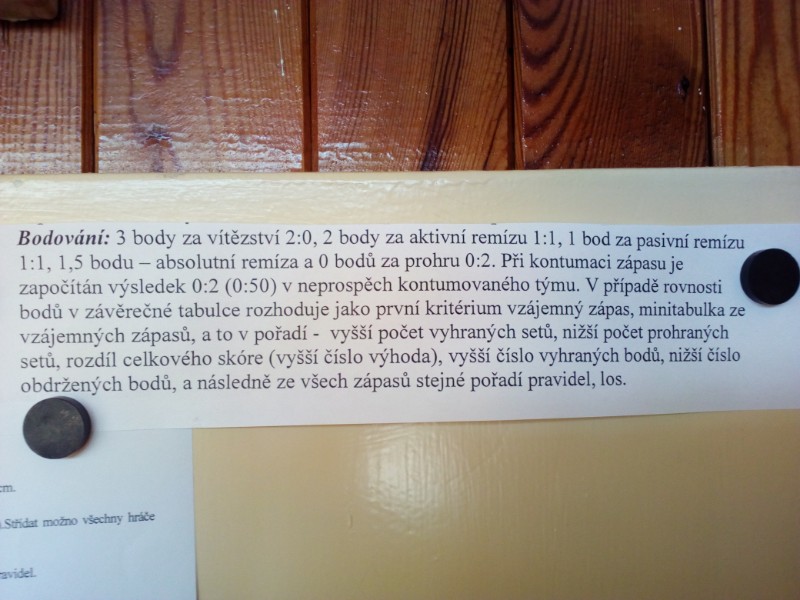 Bodování: 3 body za vítězství 2:0, 2 body za aktivní remízu 1:1, 1 bod za pasivní remízu
1:1, 1,5 bodu – absolutní remíza a 0 bodů za prohru 0:2. Při kontumaci zápasu je
započítán výsledek 0:2 (0:50) v neprospěch kontumovaného týmu. V případě rovnosti
bodů v závěrečné tabulce rozhoduje jako první kritérium vzájemný zápas, minitabulka ze
vzájemných zápasů, a to v pořadí - vyšší počet vyhraných setů, nižší počet prohraných
setů, rozdíl celkového skóre (vyšší číslo výhoda), vyšší číslo vyhraných bodů, nižší číslo
obdržených bodů, a následně ze všech zápasů stejné pořadí pravidel, los.
cm.
.Střídat možno všechny hráče